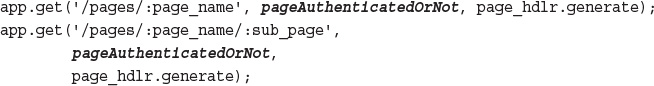 app.get('/pages/:page_name', pageAuthenticatedOrNot, page_hdlr.generate);
app.get('/pages/:page_name/:sub_page',
pageAuthenticatedOrNot,
page_hdlr.generate);